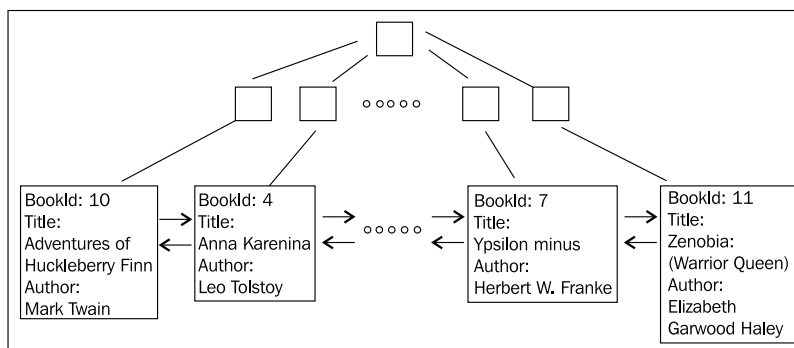 BookId: 10
Title:
Adventures of
Huckleberry Finn
Author:
Mark Twain
BookId: 4
Title:
Anna Karenina
Author:
Leo Tolstoy
BookId: 7
Title:
Ypsilon minus
Author:
Herbert W. Franke
BookId: 11
Title:
Zenobia:
(Warrior Queen)
Author:
Elizabeth
Garwood Haley